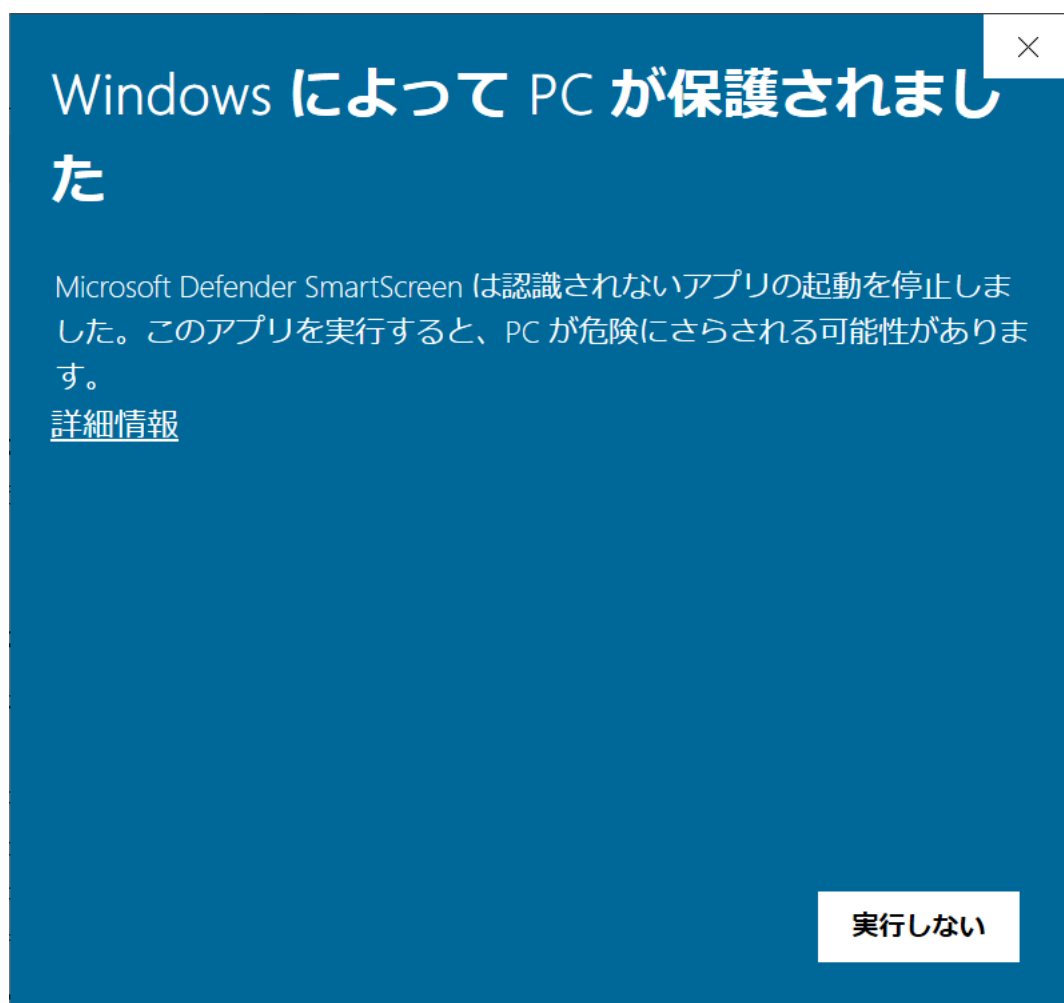 Windows によって PC が保護されまし
た
Microsoft Defender SmartScreen は認識されないアプリの起動を停止しま
した。このアプリを実行すると、PC が危険にさらされる可能性がありま
す。
詳細情報
実行しない